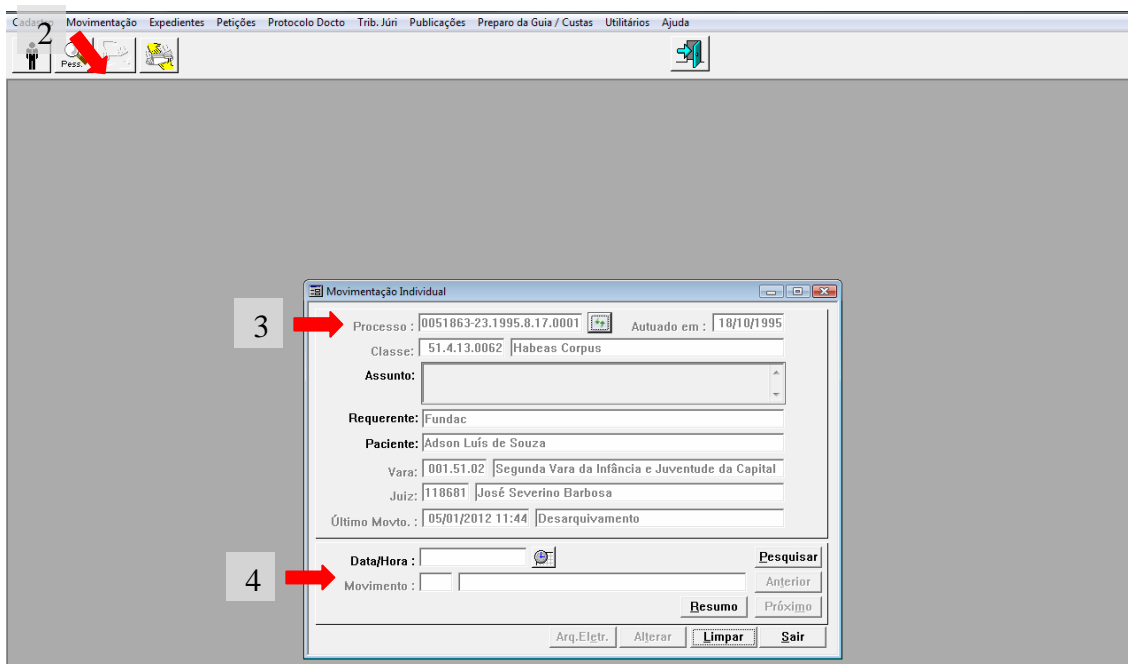 Cadastro Movimentação Expedientes Petições Protocolo Docto Trib. Júri Publicações Preparo da Guia / Custas Utilitários Ajuda
2
Pess.
Movimentação Individual
3
Processo : 0051863-23.1995.8.17.0001 Autuado em : 18/10/1995
Classe: 51.4.13.0062 Habeas Corpus
Assunto:
Requerente: Fundac
Paciente: Adson Luís de Souza
Vara: 001.51.02 Segunda Vara da Infância e Juventude da Capital
Juiz: 118681 José Severino Barbosa
Último Movto. : 05/01/2012 11:44 Desarquivamento
4
Data/Hora : Pesquisar
Movimento : Anterior
Resumo Próximo
Arq.Eletr. Alterar Limpar Sair